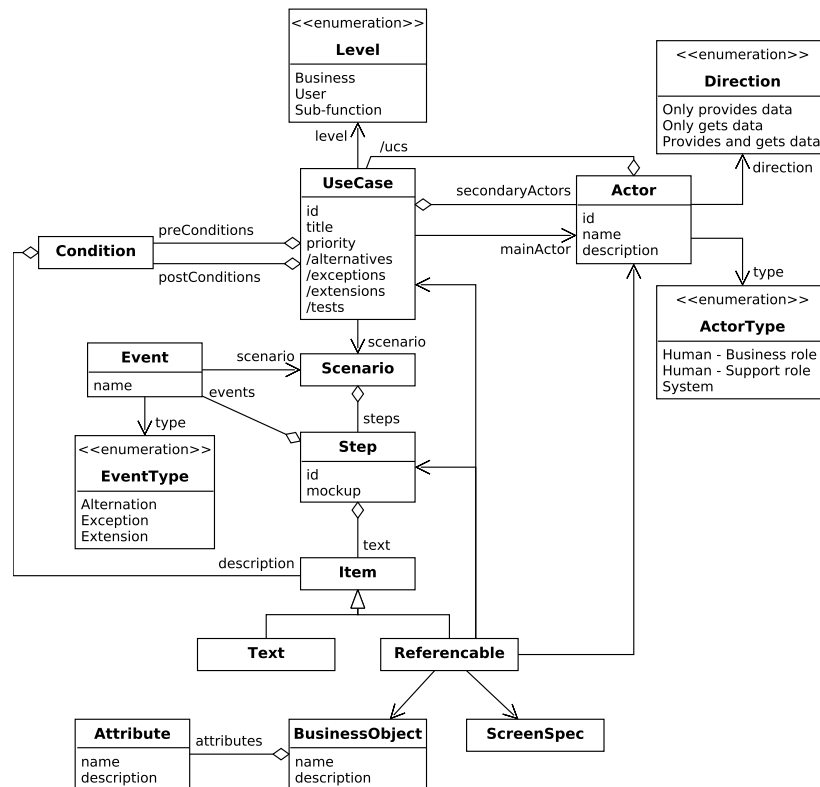 <<enumeration>>
Level
Business
User
Sub-function
level
<<enumeration>>
Direction
Only provides data
Only gets data
Provides and gets data
direction
/ucs
UseCase
id
title
priority
/alternatives
/exceptions
/extensions
/tests
secondaryActors
mainActor
Actor
id
name
description
type
<<enumeration>>
ActorType
Human - Business role
Human - Support role
System
Condition
preConditions
postConditions
Event
name
scenario
scenario
Scenario
events
type
steps
<<enumeration>>
EventType
Alternation
Exception
Extension
Step
id
mockup
text
description
Item
Text
Referencable
Attribute
name
description
attributes
BusinessObject
name
description
ScreenSpec